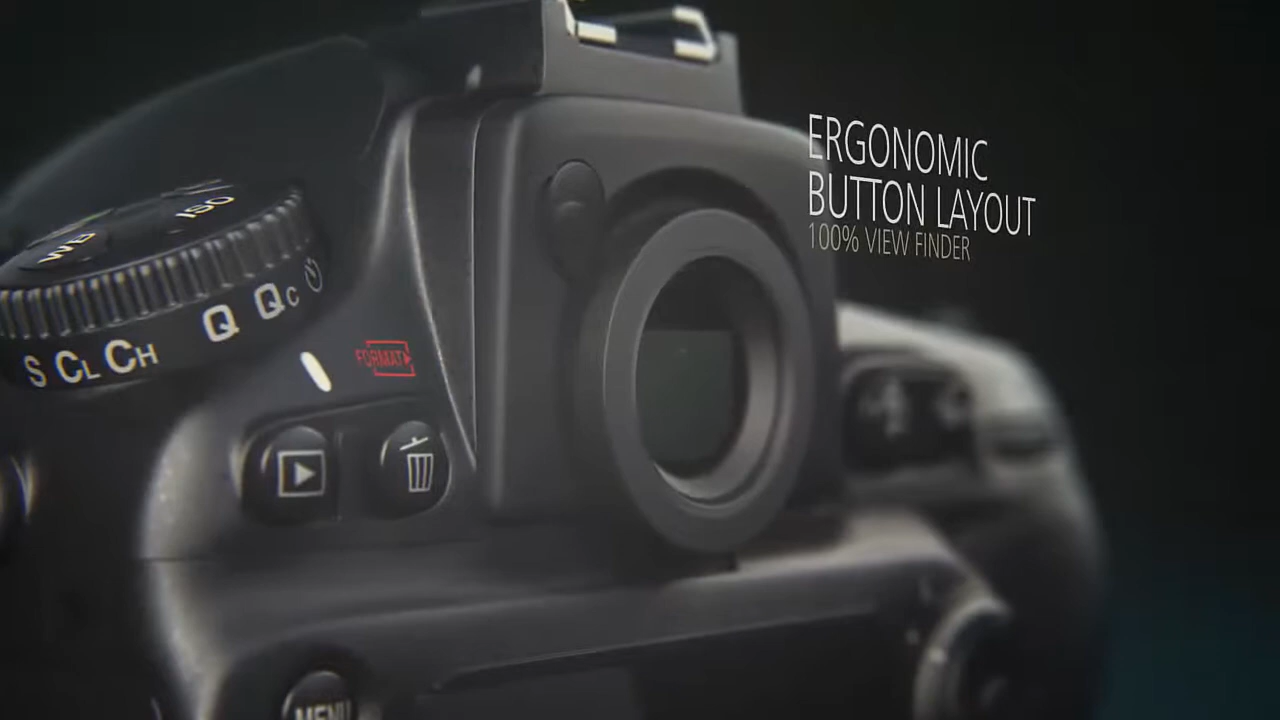 ERGONOMIC
BUTTON LAYOUT
100% VIEW FINDER
WB
ISO
S CL CH Q Qc
FORMAT
MENU